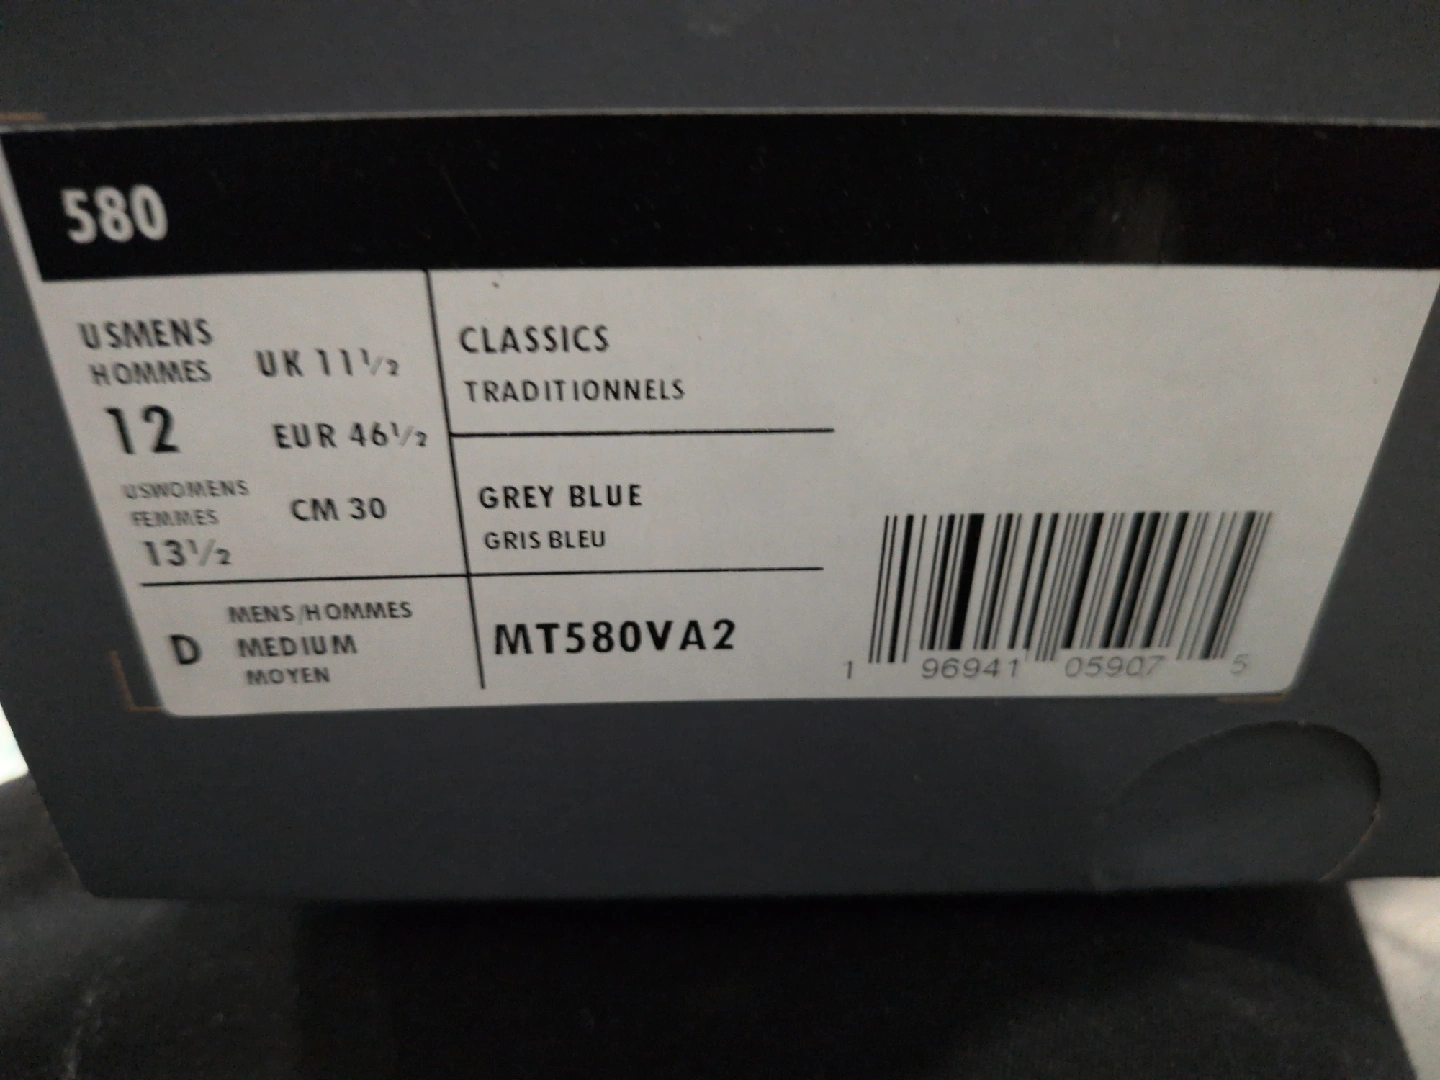 580
USMENS
HOMMES
12
USWOMENS
FEMMES
13½
UK 11½
EUR 46½
CM 30
CLASSICS
TRADITIONNELS
GREY BLUE
GRIS BLEU
D
MENS/HOMMES
MEDIUM
MOYEN
MT580VA2
1 96941 05907 5